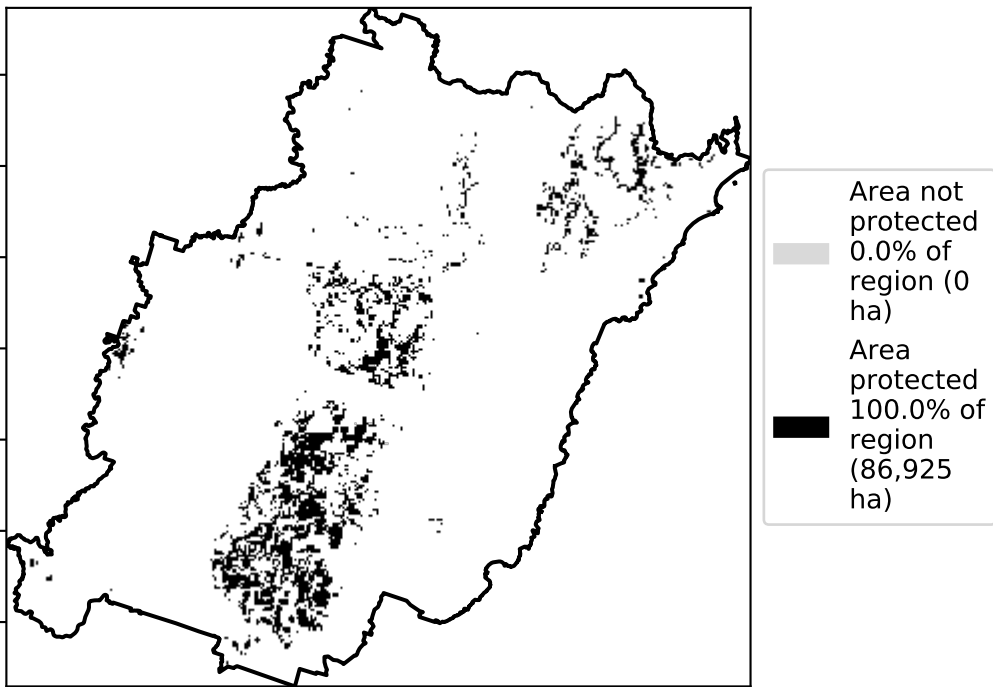 Area not
protected
0.0% of
region (0
ha)
Area
protected
100.0% of
region
(86,925
ha)